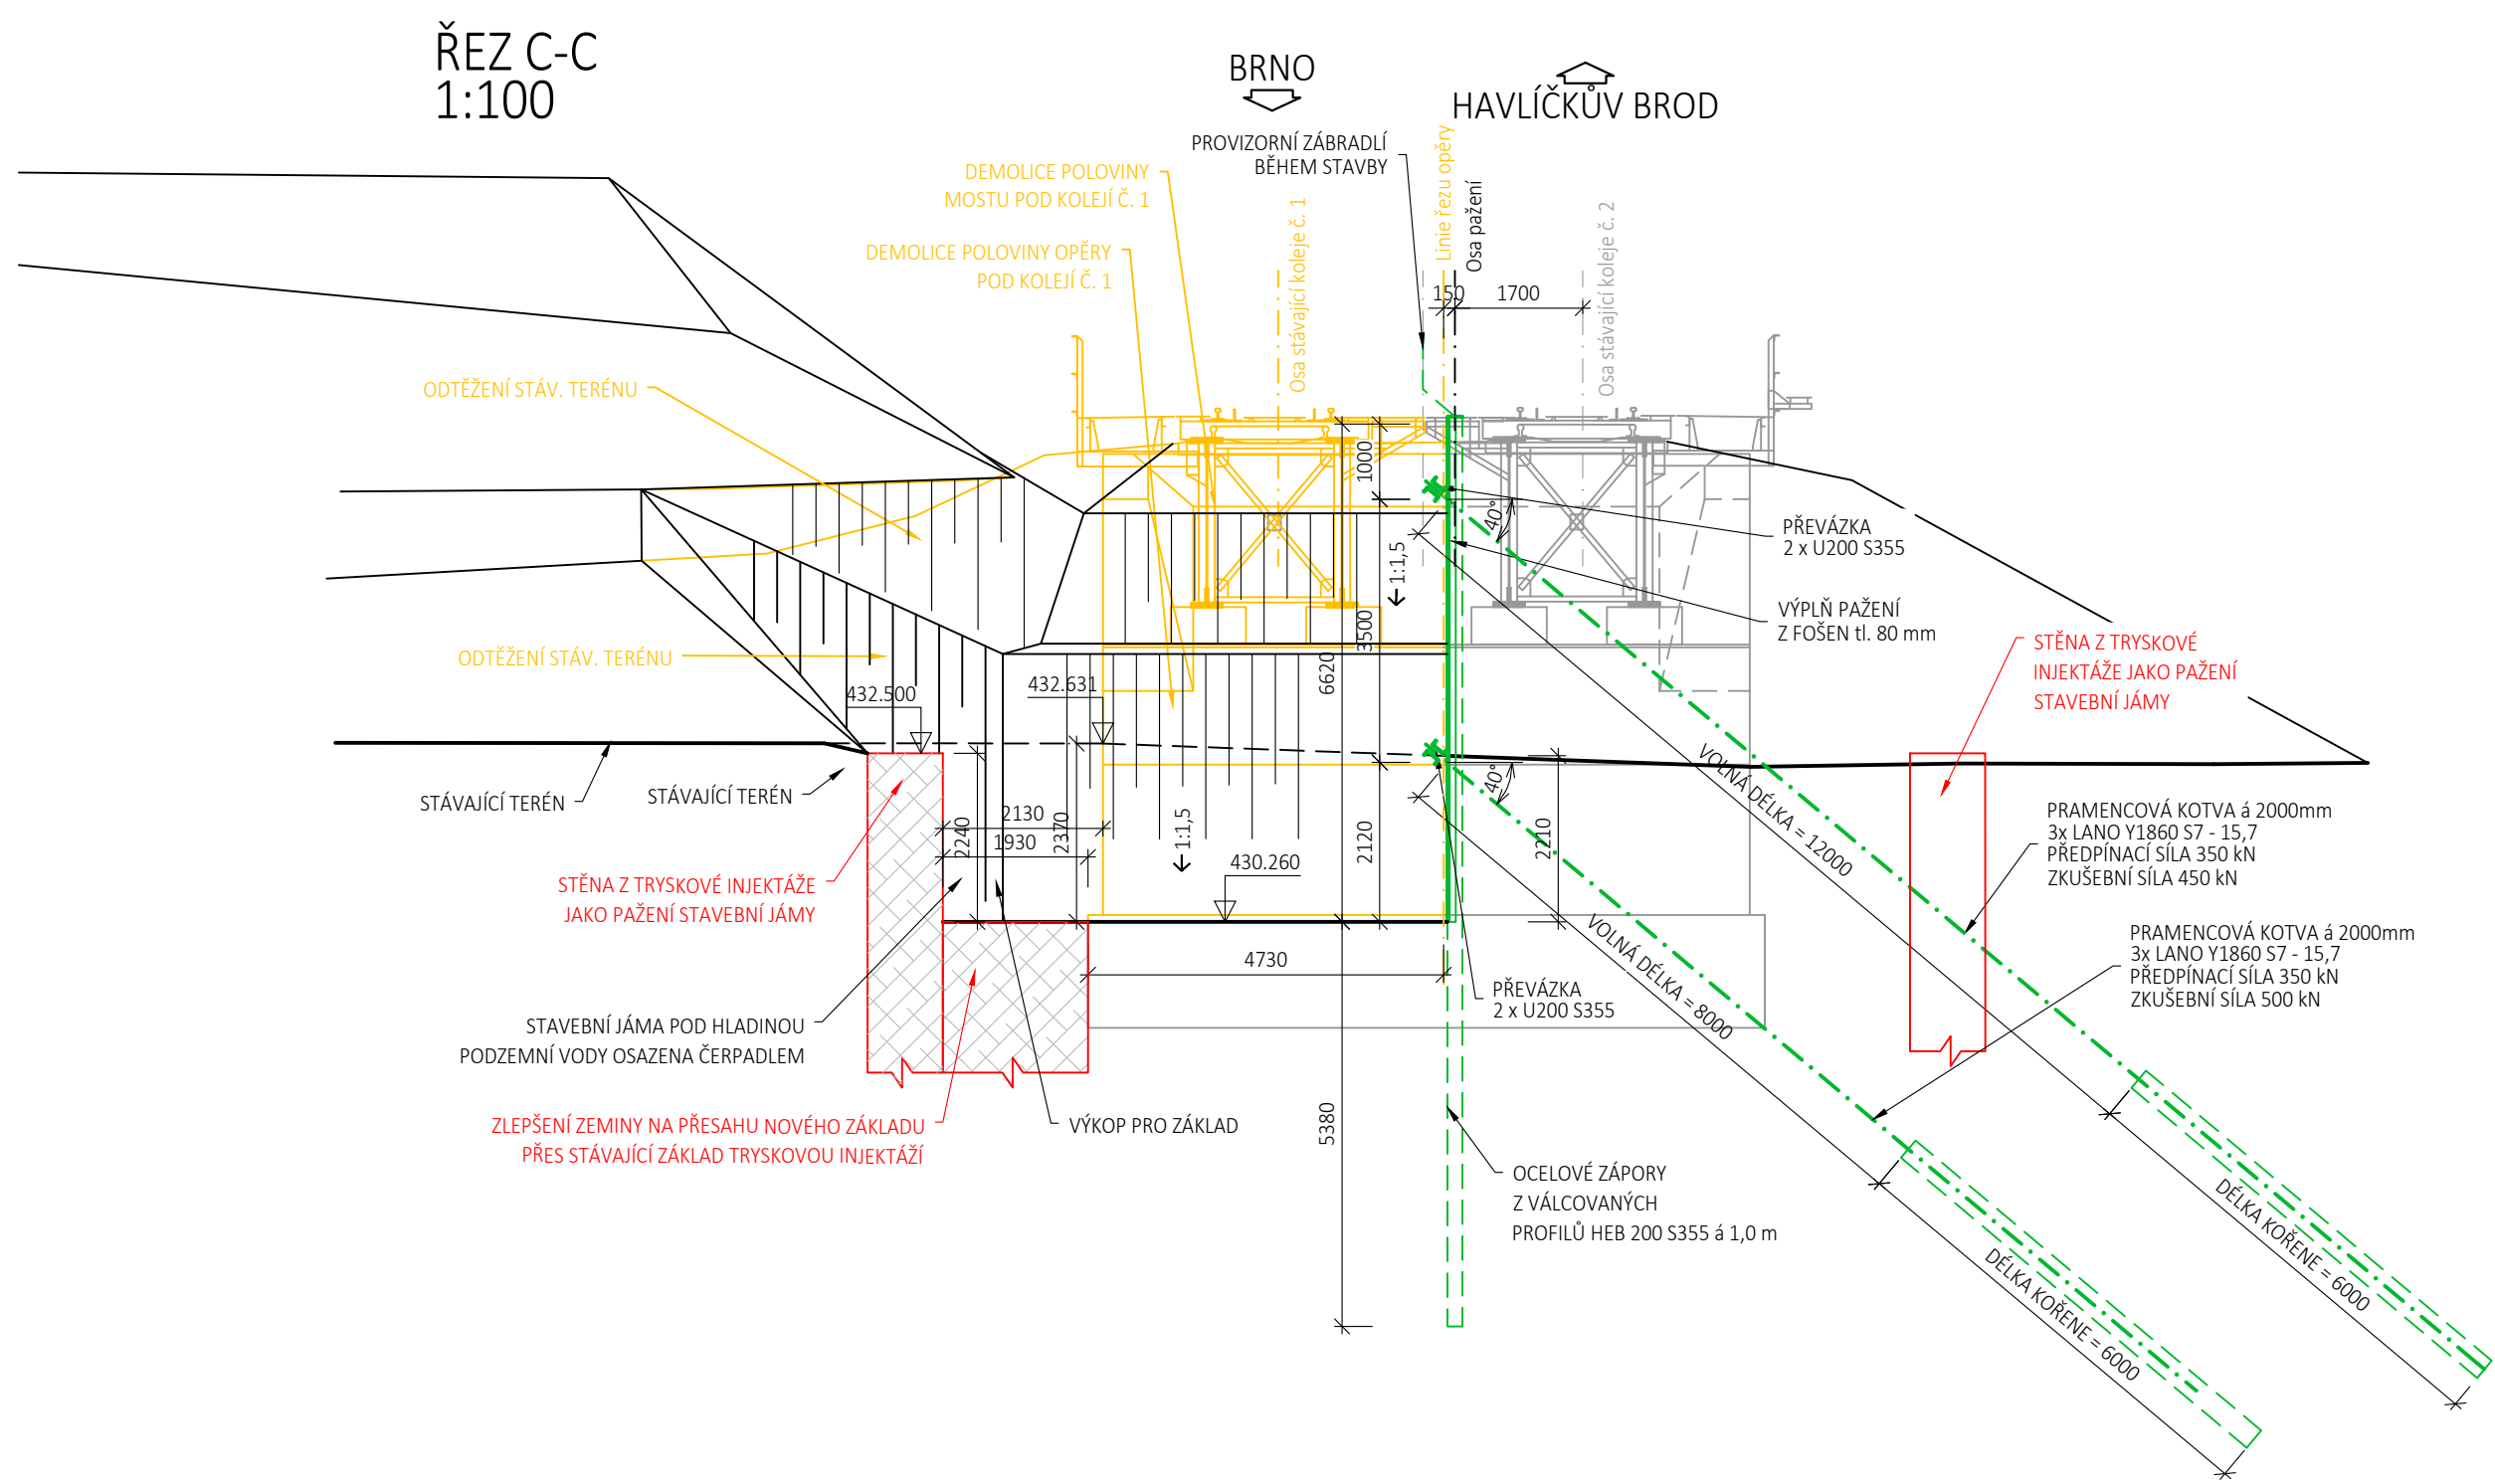 ŘEZ C-C
1:100
BRNO
HAVLÍČKŮV BROD
PROVIZORNÍ ZÁBRADLÍ
BĚHEM STAVBY
DEMOLICE POLOVINY
MOSTU POD KOLEJÍ Č. 1
DEMOLICE POLOVINY OPĚRY
POD KOLEJÍ Č. 1
Osa stávající koleje č. 1
Linie řezu opěry
Osa pažení
Osa stávající koleje č. 2
150
1700
ODTĚŽENÍ STÁV. TERÉNU
1000
40°
PŘEVÁZKA
2 x U200 S355
1:1,5
VÝPLŇ PAŽENÍ
Z FOŠEN tl. 80 mm
3500
6620
STĚNA Z TRYSKOVÉ
INJEKTÁŽE JAKO PAŽENÍ
STAVEBNÍ JÁMY
ODTĚŽENÍ STÁV. TERÉNU
432.500
432.631
STÁVAJÍCÍ TERÉN
STÁVAJÍCÍ TERÉN
40°
VOLNÁ DÉLKA = 12000
2130
1930
2240
2370
1:1,5
430.260
2120
2210
PRAMENCOVÁ KOTVA á 2000mm
3x LANO Y1860 S7 - 15,7
PŘEDPÍNACÍ SÍLA 350 kN
ZKUŠEBNÍ SÍLA 450 kN
STĚNA Z TRYSKOVÉ INJEKTÁŽE
JAKO PAŽENÍ STAVEBNÍ JÁMY
PRAMENCOVÁ KOTVA á 2000mm
3x LANO Y1860 S7 - 15,7
PŘEDPÍNACÍ SÍLA 350 kN
ZKUŠEBNÍ SÍLA 500 kN
4730
VOLNÁ DÉLKA = 8000
PŘEVÁZKA
2 x U200 S355
STAVEBNÍ JÁMA POD HLADINOU
PODZEMNÍ VODY OSAZENA ČERPADLEM
ZLEPŠENÍ ZEMINY NA PŘESAHU NOVÉHO ZÁKLADU
PŘES STÁVAJÍCÍ ZÁKLAD TRYSKOVOU INJEKTÁŽÍ
VÝKOP PRO ZÁKLAD
5380
OCELOVÉ ZÁPORY
Z VÁLCOVANÝCH
PROFILŮ HEB 200 S355 á 1,0 m
DÉLKA KOŘENE = 6000
DÉLKA KOŘENE = 6000